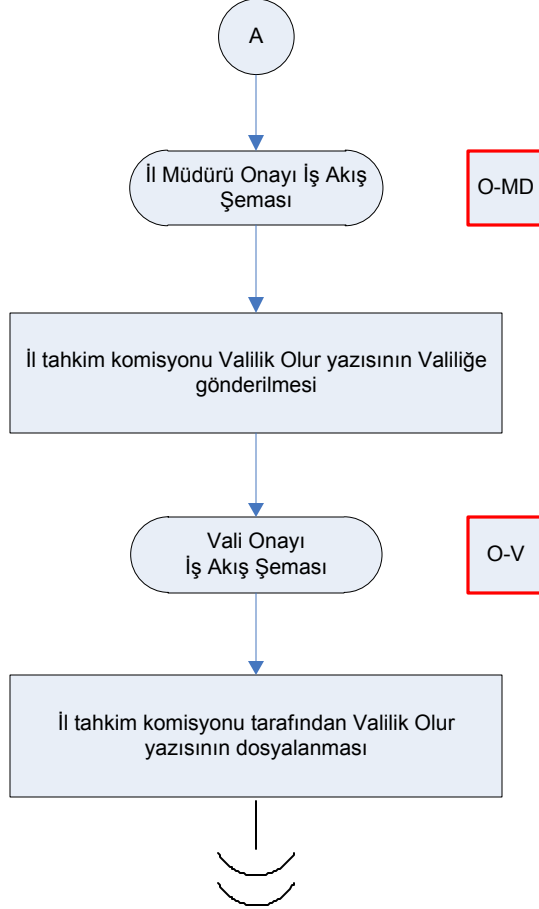 A
İl Müdürü Onayı İş Akış
Şeması
O-MD
İl tahkim komisyonu Valilik Olur yazısının Valiliğe
gönderilmesi
Vali Onayı
İş Akış Şeması
O-V
İl tahkim komisyonu tarafından Valilik Olur
yazısının dosyalanması